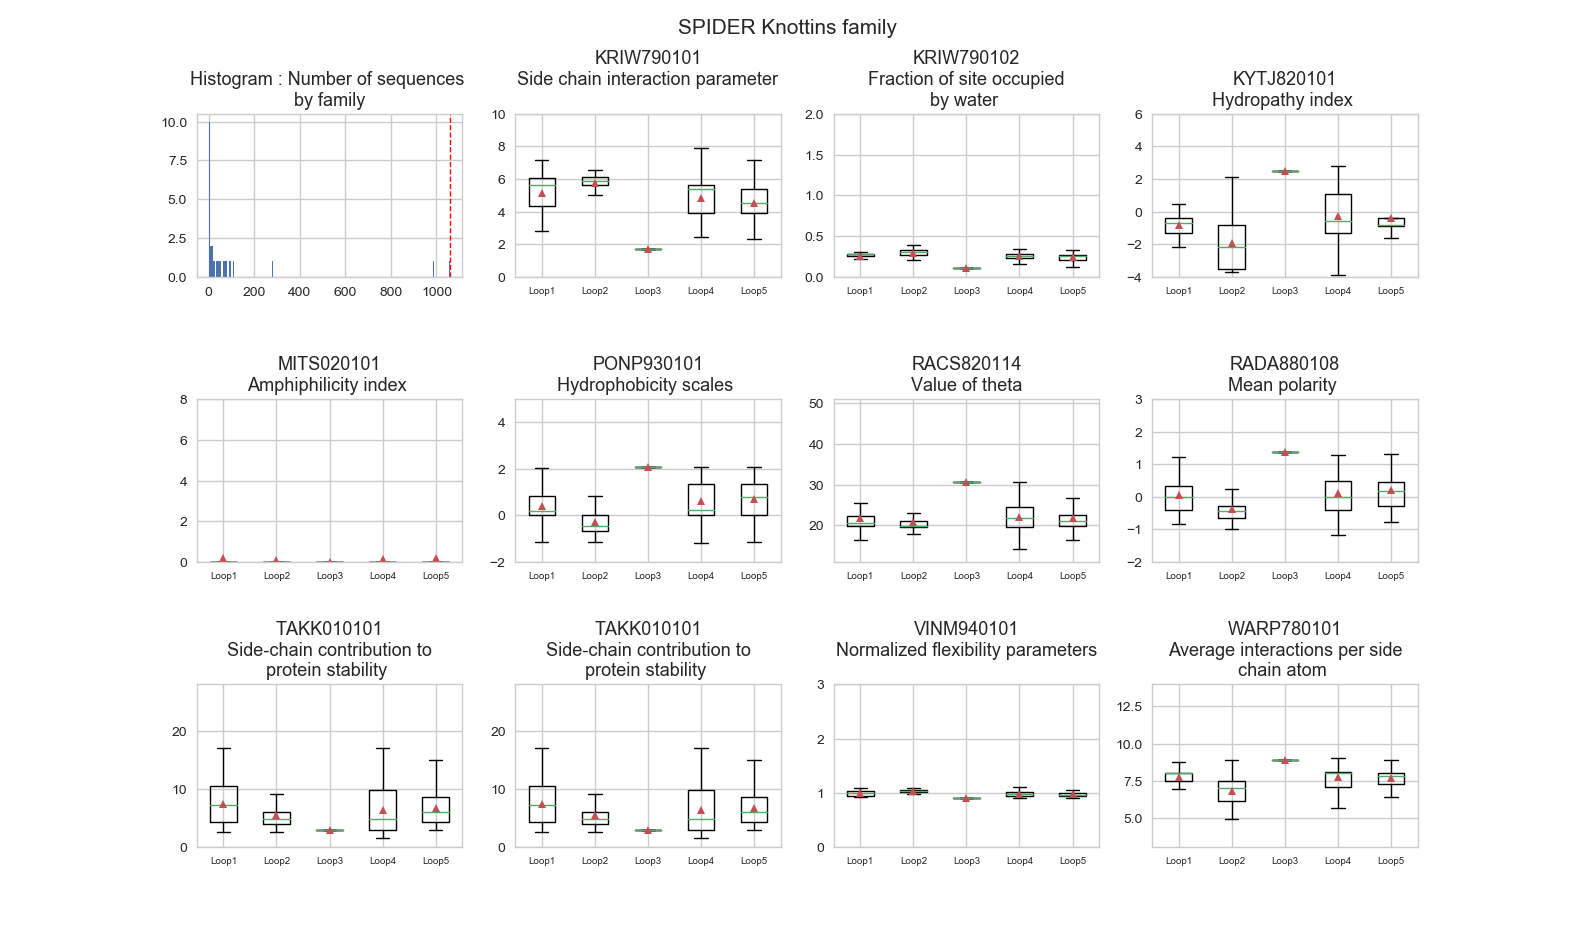 SPIDER Knottins family
Histogram : Number of sequences
by family
10.0
7.5
5.0
2.5
0.0
0 200 400 600 800 1000
KRIW790101
Side chain interaction parameter
10
8
6
4
2
0
Loop1 Loop2 Loop3 Loop4 Loop5
KRIW790102
Fraction of site occupied
by water
2.0
1.5
1.0
0.5
0.0
Loop1 Loop2 Loop3 Loop4 Loop5
KYTJ820101
Hydropathy index
6
4
2
0
−2
−4
Loop1 Loop2 Loop3 Loop4 Loop5
MITS020101
Amphiphilicity index
8
6
4
2
0
Loop1 Loop2 Loop3 Loop4 Loop5
PONP930101
Hydrophobicity scales
4
2
0
−2
Loop1 Loop2 Loop3 Loop4 Loop5
RACS820114
Value of theta
50
40
30
20
Loop1 Loop2 Loop3 Loop4 Loop5
RADA880108
Mean polarity
3
2
1
0
−1
−2
Loop1 Loop2 Loop3 Loop4 Loop5
TAKK010101
Side-chain contribution to
protein stability
20
10
0
Loop1 Loop2 Loop3 Loop4 Loop5
TAKK010101
Side-chain contribution to
protein stability
20
10
0
Loop1 Loop2 Loop3 Loop4 Loop5
VINM940101
Normalized flexibility parameters
3
2
1
0
Loop1 Loop2 Loop3 Loop4 Loop5
WARP780101
Average interactions per side
chain atom
12.5
10.0
7.5
5.0
Loop1 Loop2 Loop3 Loop4 Loop5